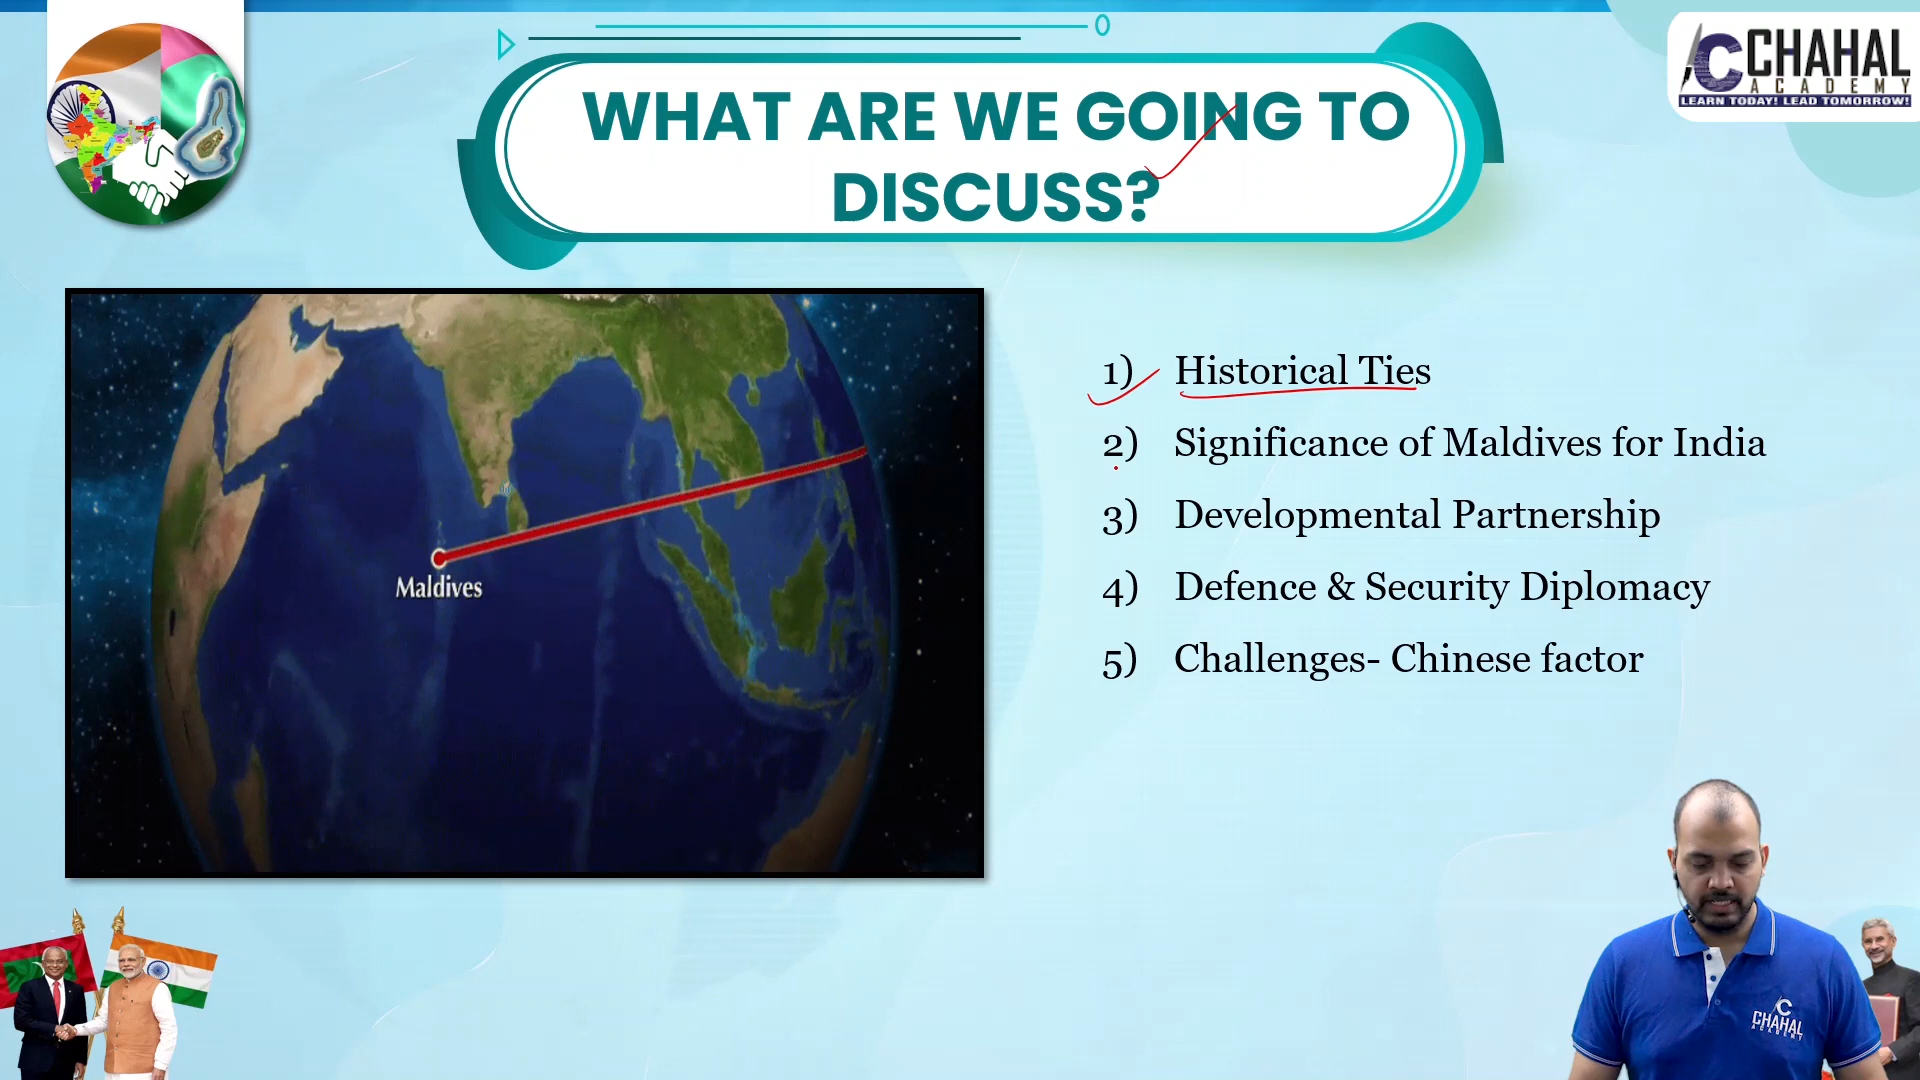 CHAHAL
ACADEMY
LEARN TODAY! LEAD TOMORROW!
WHAT ARE WE GOING TO
DISCUSS?
Maldives
1) Historical Ties
2) Significance of Maldives for India
3) Developmental Partnership
4) Defence & Security Diplomacy
5) Challenges- Chinese factor
CHAHAL
ACADEMY